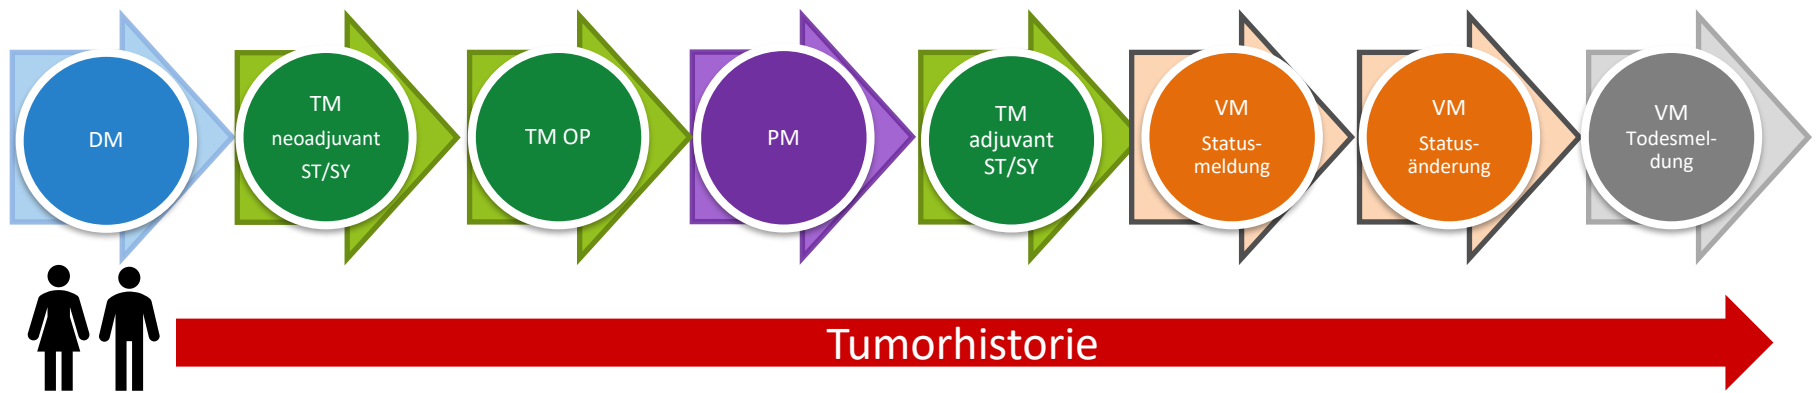 DM
TM
neoadjuvant
ST/SY
TM OP
PM
TM
adjuvant
ST/SY
VM
Status-
meldung
VM
Status-
änderung
VM
Todesmel-
dung
Tumorhistorie